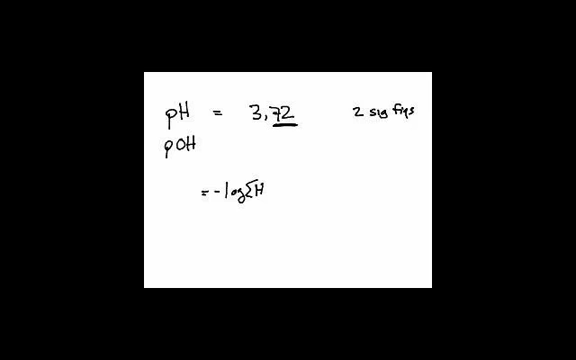 pH = 3,72 2 sig figs
pOH
= -log[H